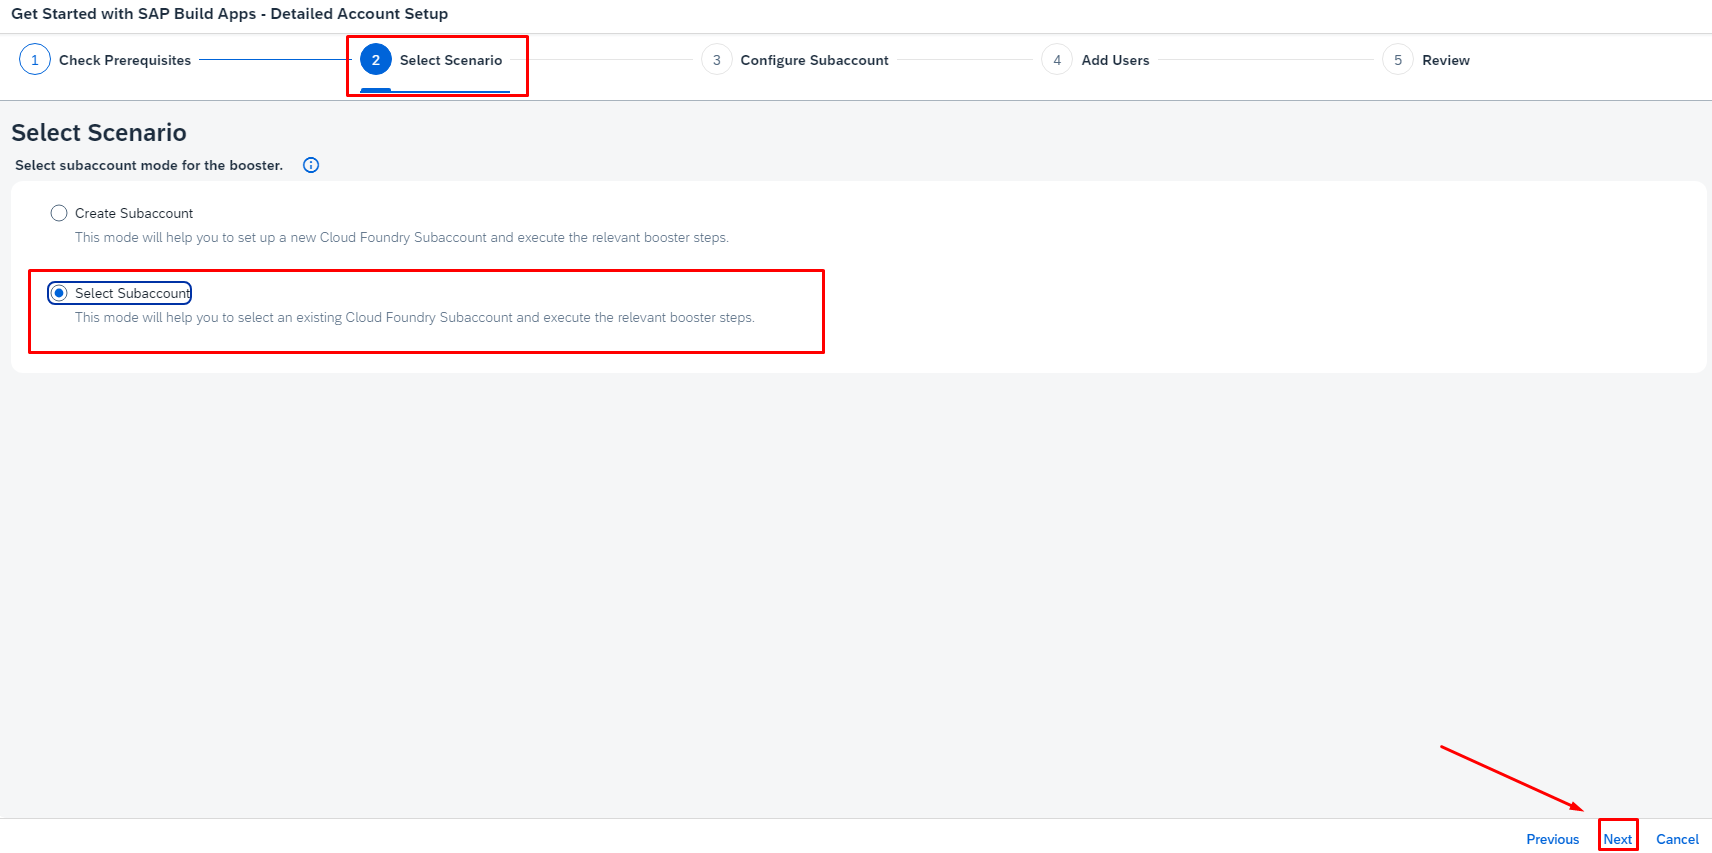 Get Started with SAP Build Apps - Detailed Account Setup
1 Check Prerequisites 2 Select Scenario 3 Configure Subaccount 4 Add Users 5 Review
Select Scenario
Select subaccount mode for the booster.
Create Subaccount
This mode will help you to set up a new Cloud Foundry Subaccount and execute the relevant booster steps.
Select Subaccount
This mode will help you to select an existing Cloud Foundry Subaccount and execute the relevant booster steps.
Previous Next Cancel